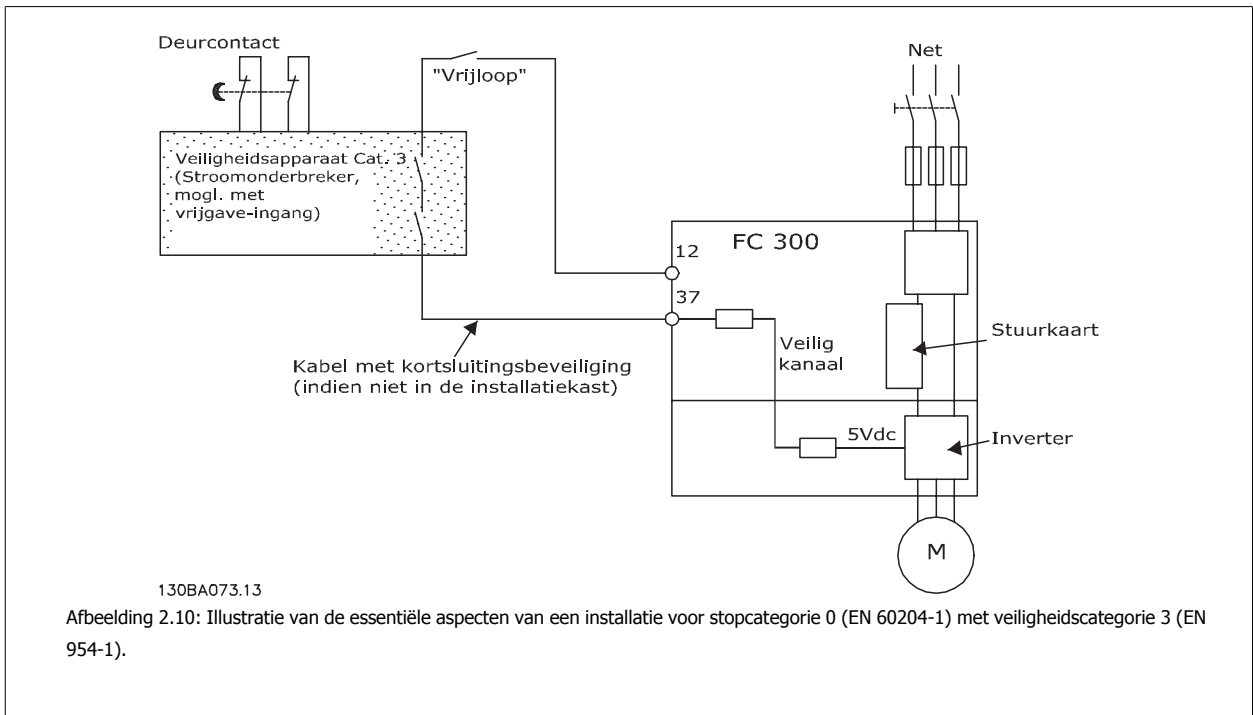 Deurcontact
"Vrijloop"
Net
Veiligheidsapparaat Cat. 3
(Stroomonderbreker,
mogl. met
vrijgave-ingang)
12
FC 300
37
Veilig
kanaal
Stuurkaart
Kabel met kortsluitingsbeveiliging
(indien niet in de installatiekast)
5Vdc
Inverter
M
130BA073.13
Afbeelding 2.10: Illustratie van de essentiële aspecten van een installatie voor stopcategorie 0 (EN 60204-1) met veiligheidscategorie 3 (EN
954-1).